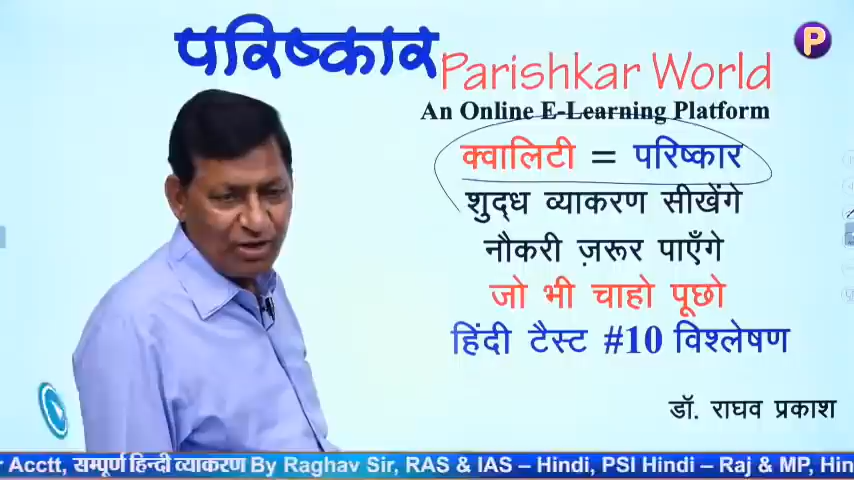 परिष्कार
Parishkar World
P
An Online E-Learning Platform
क्वालिटी = परिष्कार
शुद्ध व्याकरण सीखेंगे
नौकरी ज़रूर पाएँगे
जो भी चाहो पूछो
हिंदी टैस्ट #10 विश्लेषण
डॉ. राघव प्रकाश
r Acctt, सम्पूर्ण हिन्दी व्याकरण By Raghav Sir, RAS & IAS – Hindi, PSI Hindi – Raj & MP, Hin